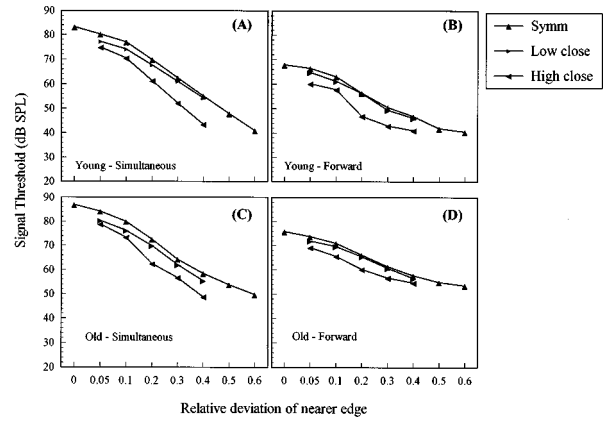 (A)
(B)
Symm
Low close
High close
Signal Threshold (dB SPL)
90
80
70
60
50
40
30
20
Young - Simultaneous
Young - Forward
(C)
(D)
90
80
70
60
50
40
30
20
Old - Simultaneous
Old - Forward
0 0.05 0.1 0.2 0.3 0.4 0.5 0.6
0 0.05 0.1 0.2 0.3 0.4 0.5 0.6
Relative deviation of nearer edge